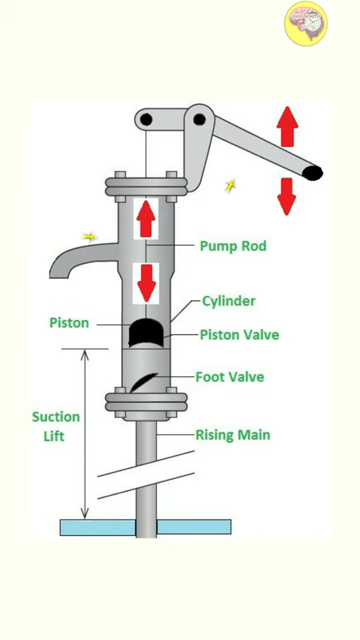 Pump Rod
Cylinder
Piston
Piston Valve
Foot Valve
Suction
Lift
Rising Main